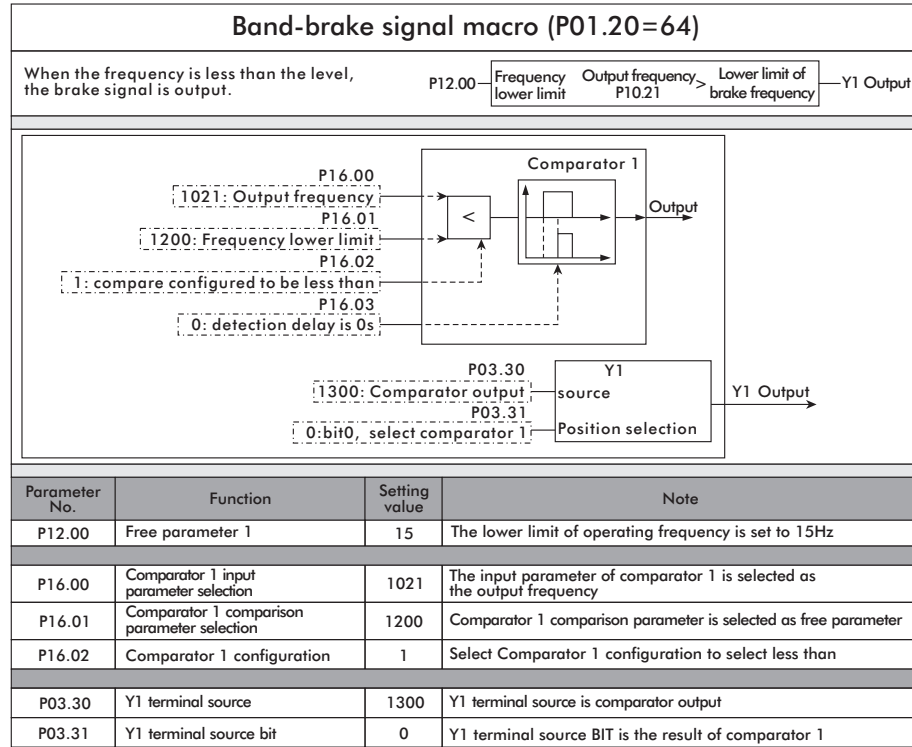 Band-brake signal macro (P01.20=64)
When the frequency is less than the level,
the brake signal is output.
P12.00
Frequency
lower limit
Output frequency
P10.21
>
Lower limit of
brake frequency
Y1 Output
Comparator 1
P16.00
1021: Output frequency
P16.01
1200: Frequency lower limit
P16.02
1: compare configured to be less than
P16.03
0: detection delay is 0s
<
Output
P03.30
1300: Comparator output
P03.31
0:bit0, select comparator 1
Y1
source
Position selection
Y1 Output
Parameter No. Function Setting value Note
P12.00 Free parameter 1 15 The lower limit of operating frequency is set to 15Hz
P16.00 Comparator 1 input parameter selection 1021 The input parameter of comparator 1 is selected as the output frequency
P16.01 Comparator 1 comparison parameter selection 1200 Comparator 1 comparison parameter is selected as free parameter
P16.02 Comparator 1 configuration 1 Select Comparator 1 configuration to select less than
P03.30 Y1 terminal source 1300 Y1 terminal source is comparator output
P03.31 Y1 terminal source bit 0 Y1 terminal source BIT is the result of comparator 1